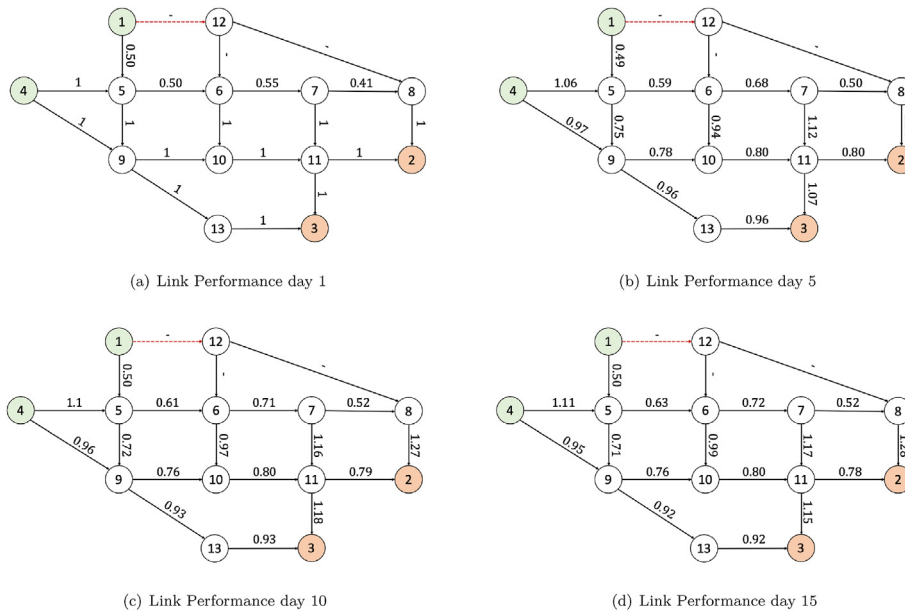 1 - 12
0.50 - -
4 1 5 0.50 6 0.55 7 0.41 8
1 1 1 1 1
9 1 10 1 11 1 2
1 1
13 1 3
(a) Link Performance day 1
1 - 12
0.49 - -
4 1.06 5 0.59 6 0.68 7 0.50 8
0.97 0.75 0.94 1.12
9 0.78 10 0.80 11 0.80 2
0.96 1.07
13 0.96 3
(b) Link Performance day 5
1 - 12
0.50 - -
4 1.1 5 0.61 6 0.71 7 0.52 8
0.96 0.72 0.97 1.16 1.27
9 0.76 10 0.80 11 0.79 2
0.93 1.18
13 0.93 3
(c) Link Performance day 10
1 - 12
0.50 - -
4 1.11 5 0.63 6 0.72 7 0.52 8
0.95 0.71 0.99 1.17 1.28
9 0.76 10 0.80 11 0.78 2
0.92 1.15
13 0.92 3
(d) Link Performance day 15